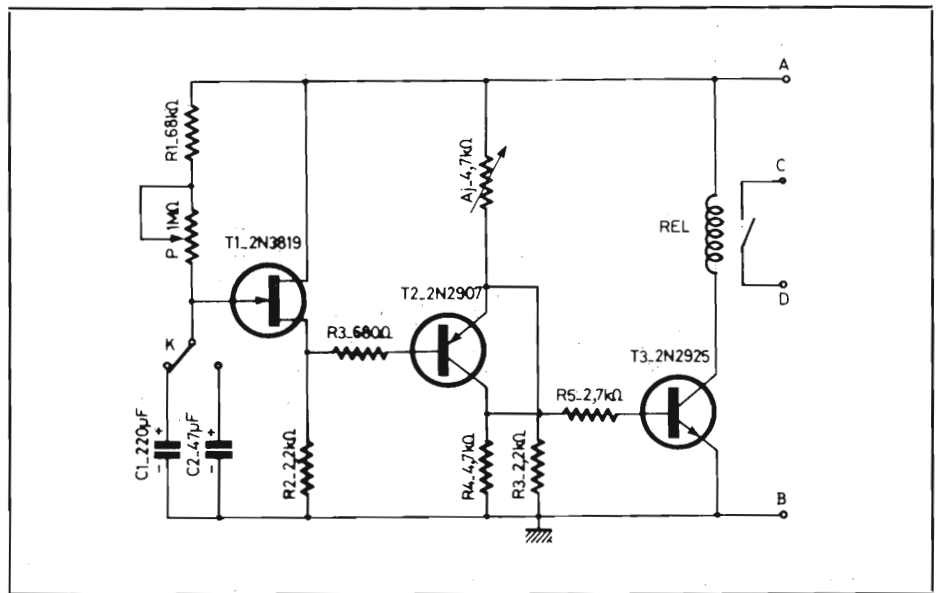 A
R1_68kΩ
Aj_4,7kΩ
C
P 1MΩ
REL
T1_2N3819
D
T2_2N2907
R3_680Ω
K
T3_2N2925
R5_2,7kΩ
C1_220µF
+
-
C2_47µF
+
-
R2_2,2kΩ
R4_4,7kΩ
R3_2,2kΩ
B